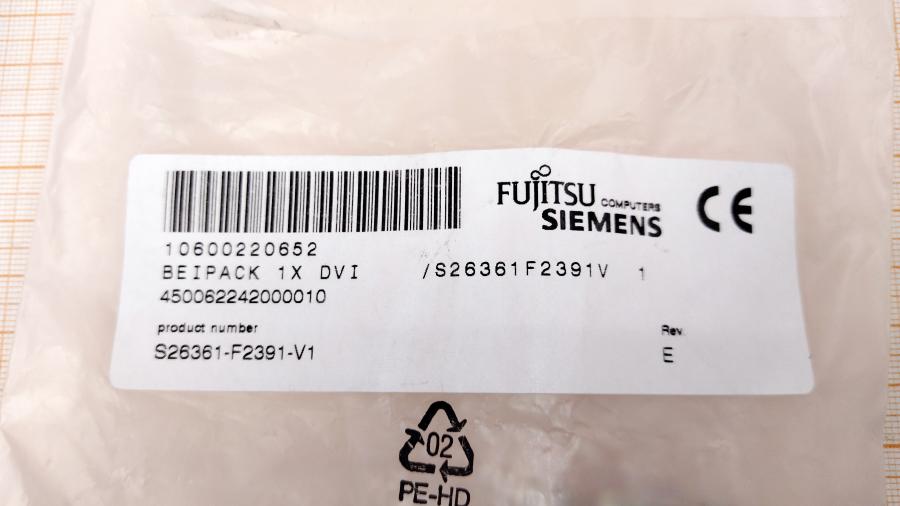 FUJITSU COMPUTERS
SIEMENS
CE
10600220652
BEIPACK 1X DVI /S26361F2391V 1
450062242000010
product number
S26361-F2391-V1
Rev.
E
02
PE-HD